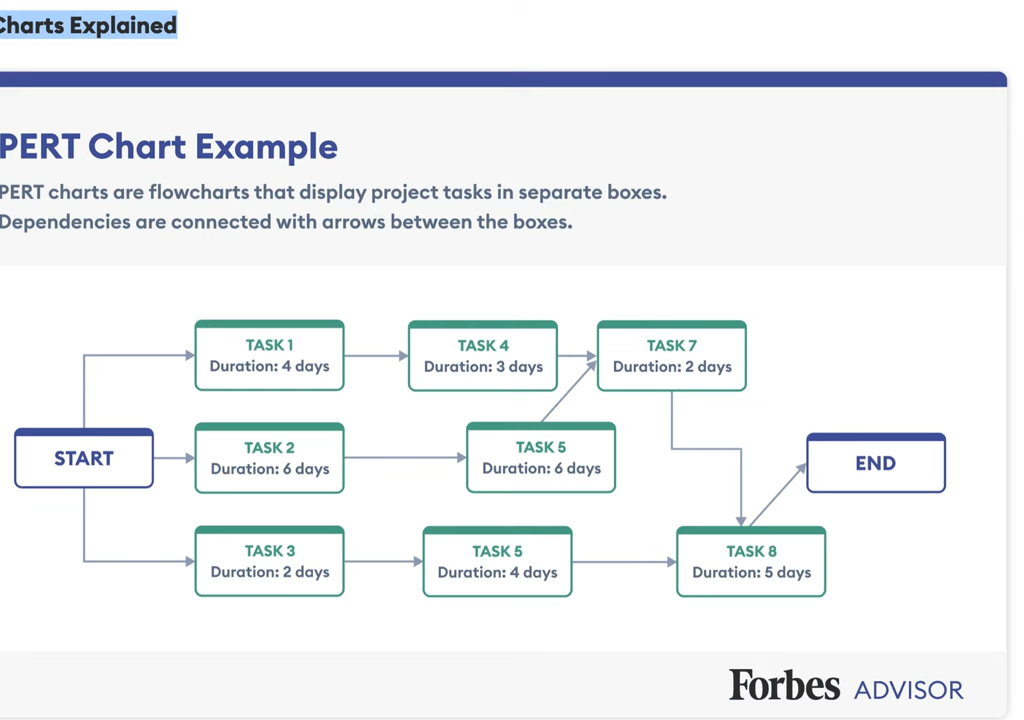 Charts Explained
PERT Chart Example
PERT charts are flowcharts that display project tasks in separate boxes.
Dependencies are connected with arrows between the boxes.
TASK 1
Duration: 4 days
TASK 4
Duration: 3 days
TASK 7
Duration: 2 days
START
TASK 2
Duration: 6 days
TASK 5
Duration: 6 days
END
TASK 3
Duration: 2 days
TASK 5
Duration: 4 days
TASK 8
Duration: 5 days
Forbes ADVISOR